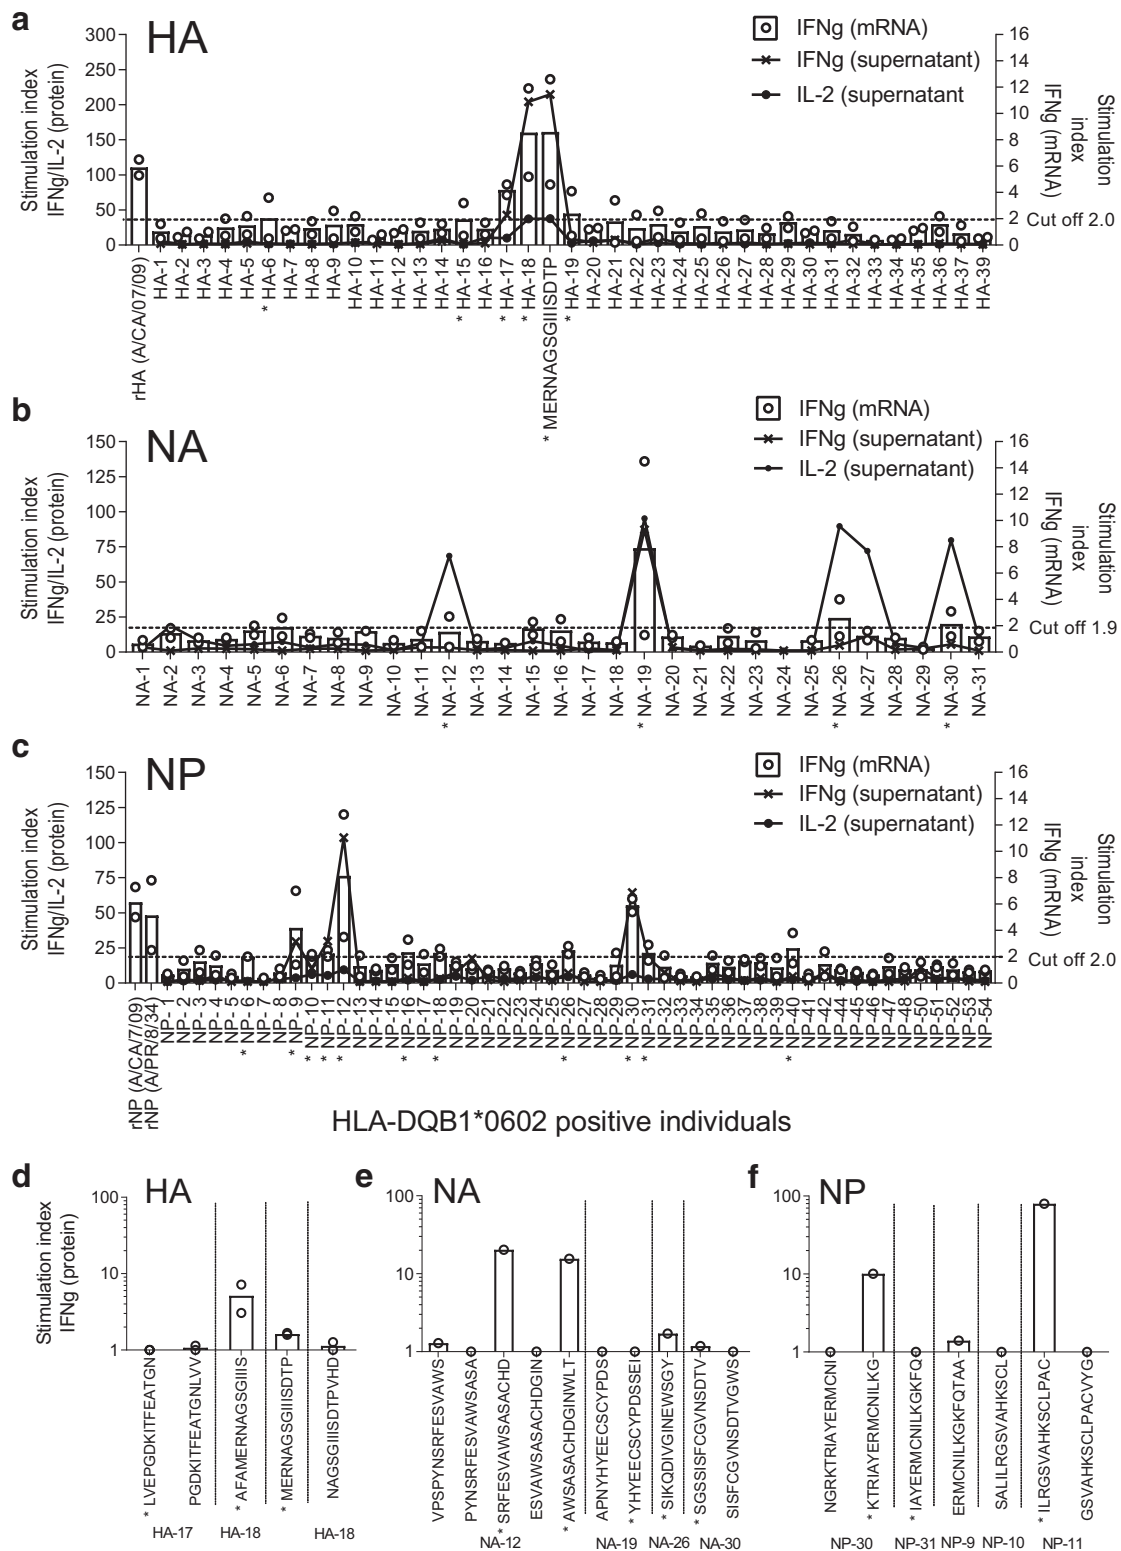 a
HA
Stimulation index
IFNg/IL-2 (protein)
300
250
200
150
100
50
0
IFNg (mRNA)
IFNg (supernatant)
IL-2 (supernatant
16
14
12
10
8
6
4
2
0
Stimulation
index
IFNg (mRNA)
Cut off 2.0
rHA (A/CA/07/09)
HA-1
HA-2
HA-3
HA-4
HA-5
* HA-6
HA-7
HA-8
HA-9
HA-10
HA-11
HA-12
HA-13
HA-14
* HA-15
HA-16
* HA-17
* HA-18
* MERNAGSGIIISDTP
* HA-19
HA-20
HA-21
HA-22
HA-23
HA-24
HA-25
HA-26
HA-27
HA-28
HA-29
HA-30
HA-31
HA-32
HA-33
HA-34
HA-35
HA-36
HA-37
HA-39
b
NA
Stimulation index
IFNg/IL-2 (protein)
150
125
100
75
50
25
0
IFNg (mRNA)
IFNg (supernatant)
IL-2 (supernatant)
16
14
12
10
8
6
4
2
0
Stimulation
index
IFNg (mRNA)
Cut off 1.9
NA-1
NA-2
NA-3
NA-4
NA-5
NA-6
NA-7
NA-8
NA-9
NA-10
NA-11
* NA-12
NA-13
NA-14
NA-15
NA-16
NA-17
NA-18
* NA-19
NA-20
NA-21
NA-22
NA-23
NA-24
NA-25
* NA-26
NA-27
NA-28
NA-29
* NA-30
NA-31
c
NP
Stimulation index
IFNg/IL-2 (protein)
150
125
100
75
50
25
0
IFNg (mRNA)
IFNg (supernatant)
IL-2 (supernatant)
16
14
12
10
8
6
4
2
0
Stimulation
index
IFNg (mRNA)
Cut off 2.0
rNP (A/CA/7/09)
rNP (A/PR/8/34)
NP- 1
NP- 2
NP- 3
NP- 4
NP- 5
* NP- 6
NP- 7
NP- 8
* NP- 9
* NP-10
* NP-11
* NP-12
NP-13
NP-14
NP-15
* NP-16
NP-17
* NP-18
NP-19
NP-20
NP-21
NP-22
NP-23
NP-24
NP-25
* NP-26
NP-27
NP-28
NP-29
* NP-30
* NP-31
NP-32
NP-33
NP-34
NP-35
NP-36
NP-37
NP-38
NP-39
* NP-40
NP-41
NP-42
NP-44
NP-45
NP-46
NP-47
NP-48
NP-50
NP-51
NP-52
NP-53
NP-54
HLA-DQB1*0602 positive individuals
d
HA
Stimulation index
IFNg (protein)
100
10
1
* LVEPGDKITFEATGN
PGDKITFEATGNLVV
* AFAMERNAGSGIIIS
* MERNAGSGIIISDTP
NAGSGIIISDTPVHD
HA-17
HA-18
HA-18
e
NA
100
10
1
VPSPYNSRFESVAWS
PYNSRFESVAWSASA
* SRFESVAWSASACHD
ESVAWSASACHDGIN
* AWSASACHDGINWLT
APNYHYEECSCYPDS
* YHYEECSCYPDSSEI
* SIKQDIVGINEWSGY
* SGSSISFCGVNSDTV
SISFCGVNSDTVGWS
NA-12
NA-19
NA-26
NA-30
f
NP
100
10
1
NGRKTRIAYERMCNI
* KTRIAYERMCNILKG
* IAYERMCNILKGKFQ
ERMCNILKGKFQTAA
SALILRGSVAHKSCL
* ILRGSVAHKSCLPAC
GSVAHKSCLPACVYG
NP-30
NP-31
NP-9
NP-10
NP-11